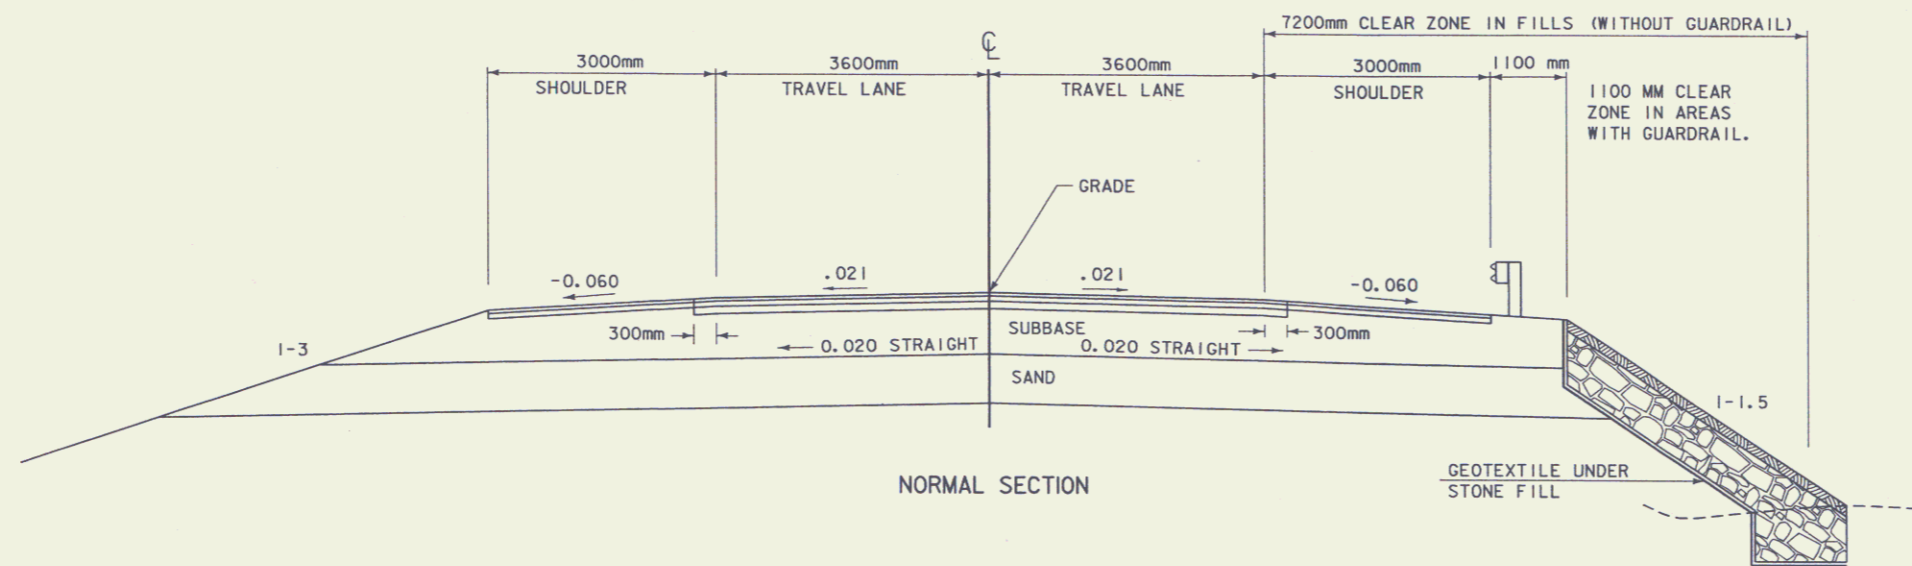 7200mm CLEAR ZONE IN FILLS (WITHOUT GUARDRAIL)
℄
3000mm
3600mm
3600mm
3000mm
1100 mm
SHOULDER
TRAVEL LANE
TRAVEL LANE
SHOULDER
1100 MM CLEAR
ZONE IN AREAS
WITH GUARDRAIL.
GRADE
-0.060
.021
.021
-0.060
300mm
SUBBASE
300mm
1-3
0.020 STRAIGHT
0.020 STRAIGHT
SAND
1-1.5
NORMAL SECTION
GEOTEXTILE UNDER
STONE FILL